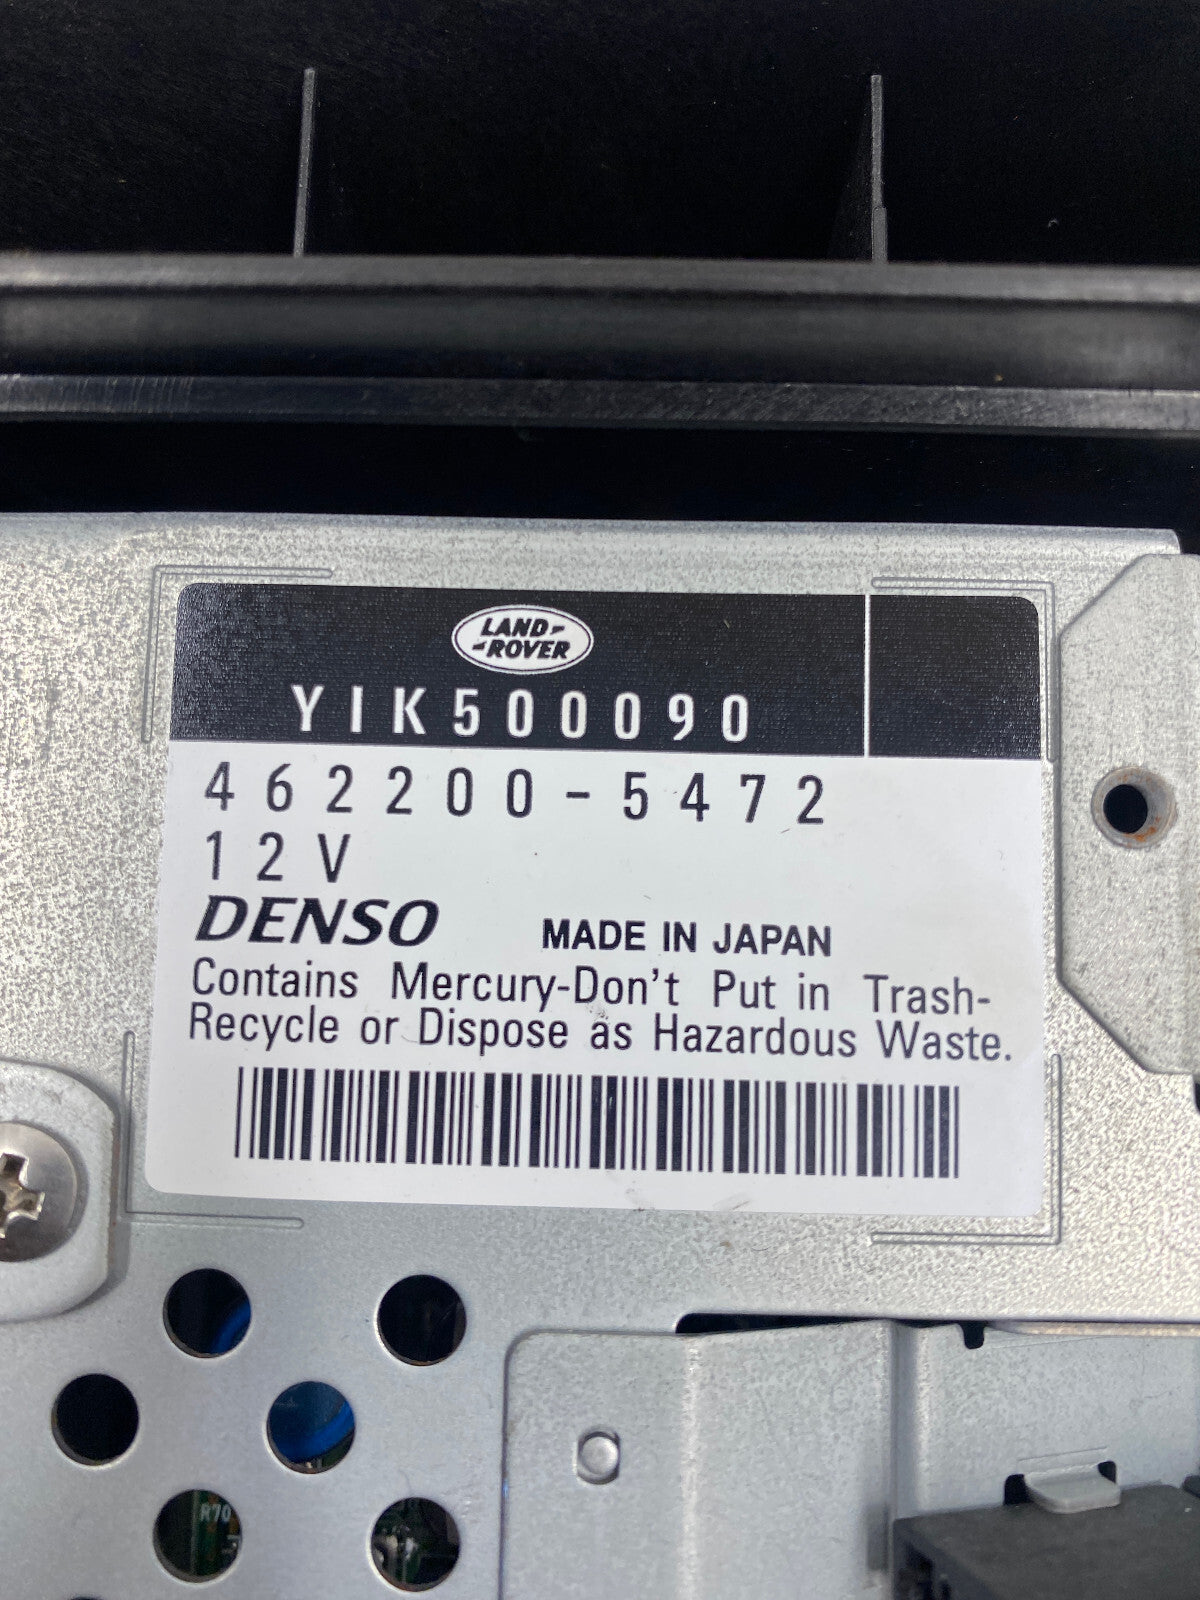 LAND-
-ROVER
YIK500090
462200-5472
12V
DENSO MADE IN JAPAN
Contains Mercury-Don't Put in Trash-
Recycle or Dispose as Hazardous Waste.
R70